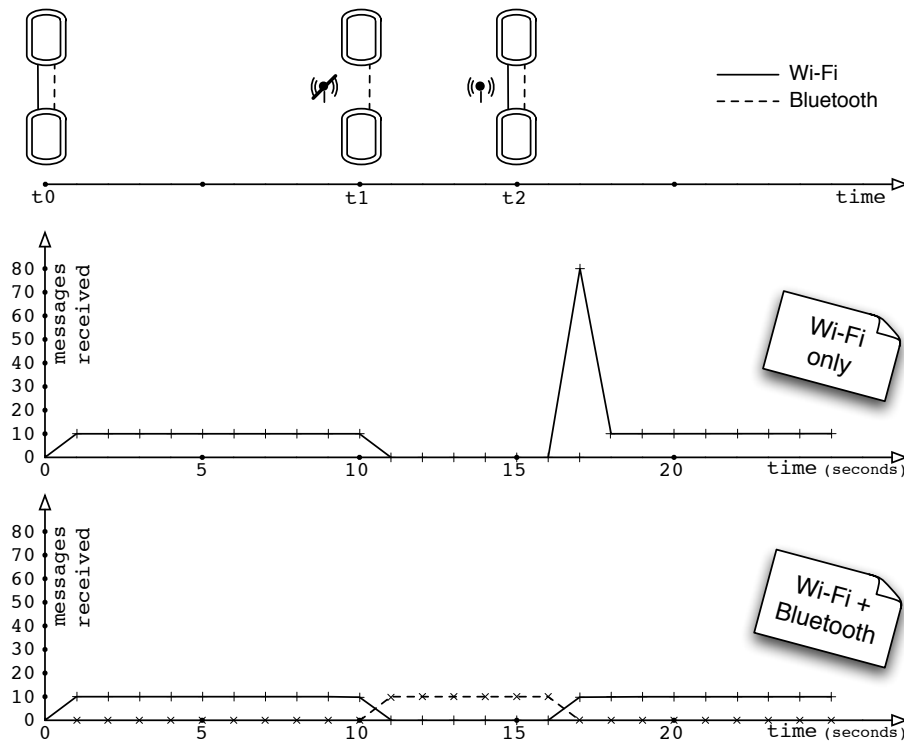 Wi-Fi
Bluetooth
t0
t1
t2
time
80
70
60
50
40
30
20
10
0
messages
received
Wi-Fi
only
0
5
10
15
20
time (seconds)
80
70
60
50
40
30
20
10
0
messages
received
Wi-Fi +
Bluetooth
0
5
10
15
20
time (seconds)